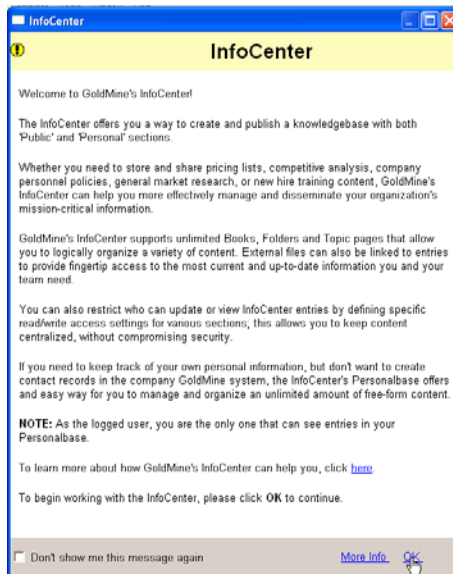 InfoCenter
InfoCenter
Welcome to GoldMine's InfoCenter!
The InfoCenter offers you a way to create and publish a knowledgebase with both
'Public' and 'Personal' sections.
Whether you need to store and share pricing lists, competitive analysis, company
personnel policies, general market research, or new hire training content, GoldMine's
InfoCenter can help you more effectively manage and disseminate your organization's
mission-critical information.
GoldMine's InfoCenter supports unlimited Books, Folders and Topic pages that allow
you to logically organize a variety of content. External files can also be linked to entries
to provide fingertip access to the most current and up-to-date information you and your
team need.
You can also restrict who can update or view InfoCenter entries by defining specific
read/write access settings for various sections; this allows you to keep content
centralized, without compromising security.
If you need to keep track of your own personal information, but don't want to create
contact records in the company GoldMine system, the InfoCenter's Personalbase offers
and easy way for you to manage and organize an unlimited amount of free-form content.
NOTE: As the logged user, you are the only one that can see entries in your
Personalbase.
To learn more about how GoldMine's InfoCenter can help you, click here.
To begin working with the InfoCenter, please click OK to continue.
Don't show me this message again
More Info
OK